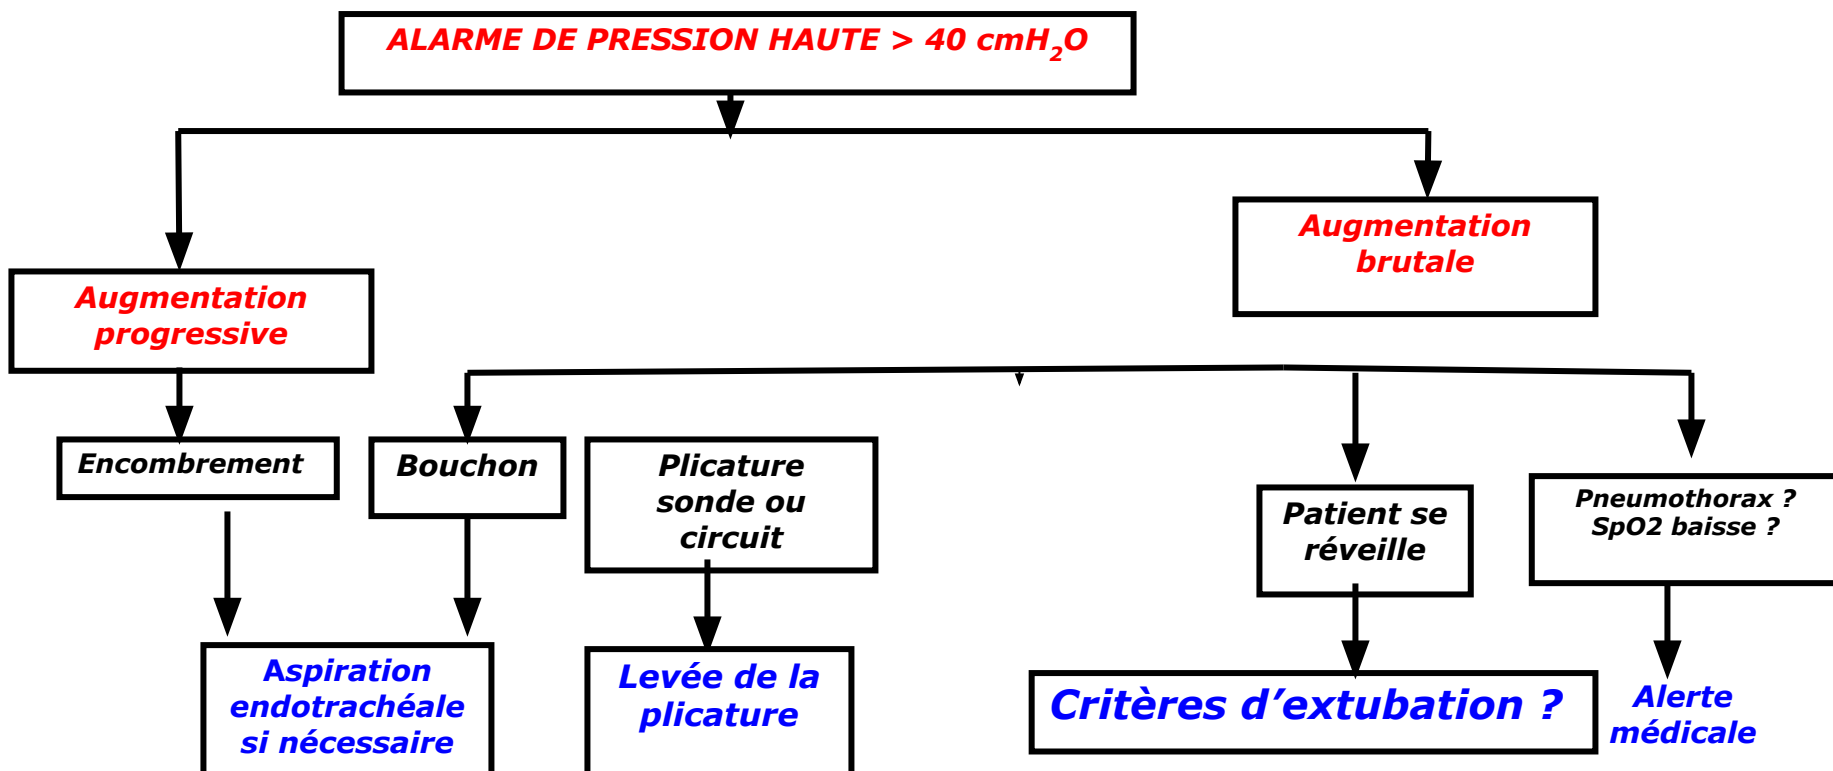 ALARME DE PRESSION HAUTE > 40 cmH2O
Augmentation
brutale
Augmentation
progressive
Encombrement
Bouchon
Plicature
sonde ou
circuit
Patient se
réveille
Pneumothorax ?
SpO2 baisse ?
Aspiration
endotrachéale
si nécessaire
Levée de la
plicature
Critères d’extubation ?
Alerte
médicale